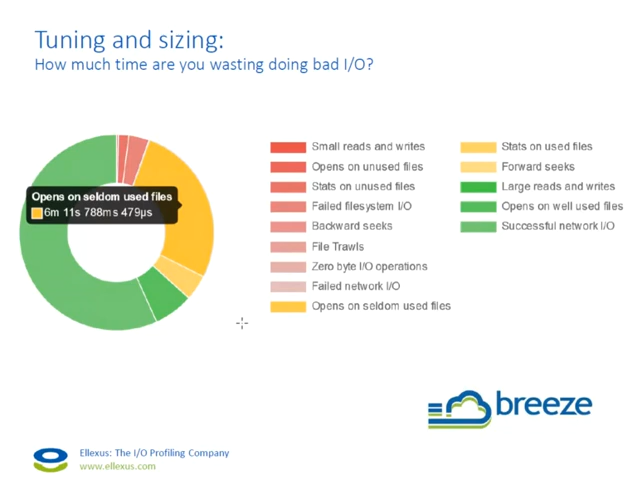 Tuning and sizing:
How much time are you wasting doing bad I/O?
Opens on seldom used files
6m 11s 788ms 479µs
Small reads and writes
Opens on unused files
Stats on unused files
Failed filesystem I/O
Backward seeks
File Trawls
Zero byte I/O operations
Failed network I/O
Opens on seldom used files
Stats on used files
Forward seeks
Large reads and writes
Opens on well used files
Successful network I/O
breeze
Ellexus: The I/O Profiling Company
www.ellexus.com